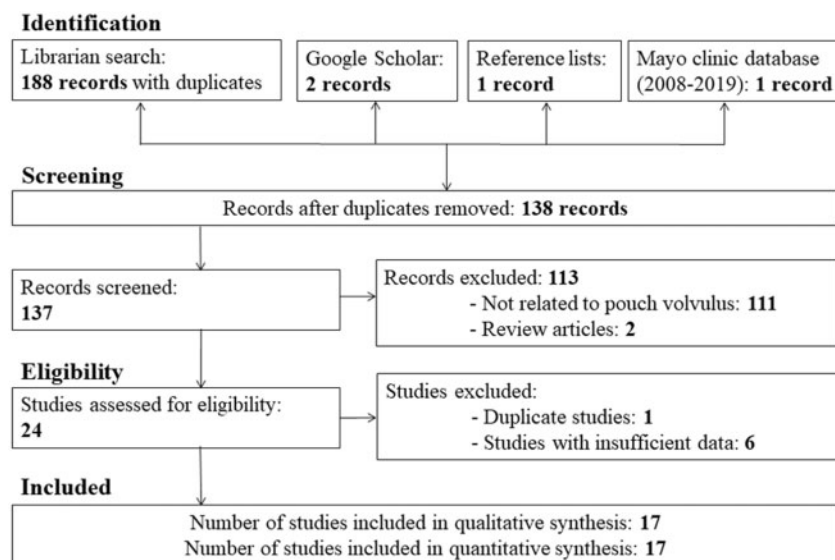 Identification
Librarian search:
188 records with duplicates
Google Scholar:
2 records
Reference lists:
1 record
Mayo clinic database
(2008-2019): 1 record
Screening
Records after duplicates removed: 138 records
Records screened:
137
Records excluded: 113
- Not related to pouch volvulus: 111
- Review articles: 2
Eligibility
Studies assessed for eligibility:
24
Studies excluded:
- Duplicate studies: 1
- Studies with insufficient data: 6
Included
Number of studies included in qualitative synthesis: 17
Number of studies included in quantitative synthesis: 17